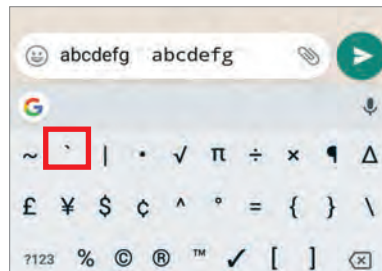 abcdefg abcdefg
G
~ ` | • √ π ÷ × ¶ Δ
£ ¥ $ ¢ ^ ° = { } \
?123 % © ® ™ ✓ [ ]